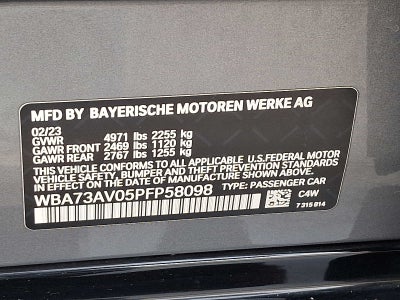 MFD BY BAYERISCHE MOTOREN WERKE AG
02/23
GVWR 4971 lbs 2255 kg
GAWR FRONT 2469 lbs 1120 kg
GAWR REAR 2767 lbs 1255 kg
THIS VEHICLE CONFORMS TO ALL APPLICABLE U.S. FEDERAL MOTOR
VEHICLE SAFETY, BUMPER, AND THEFT PREVENTION STANDARDS
IN EFFECT ON THE DATE OF MANUFACTURE SHOWN ABOVE.
WBA73AV05PFP58098 TYPE: PASSENGER CAR
C4W
7 315 814